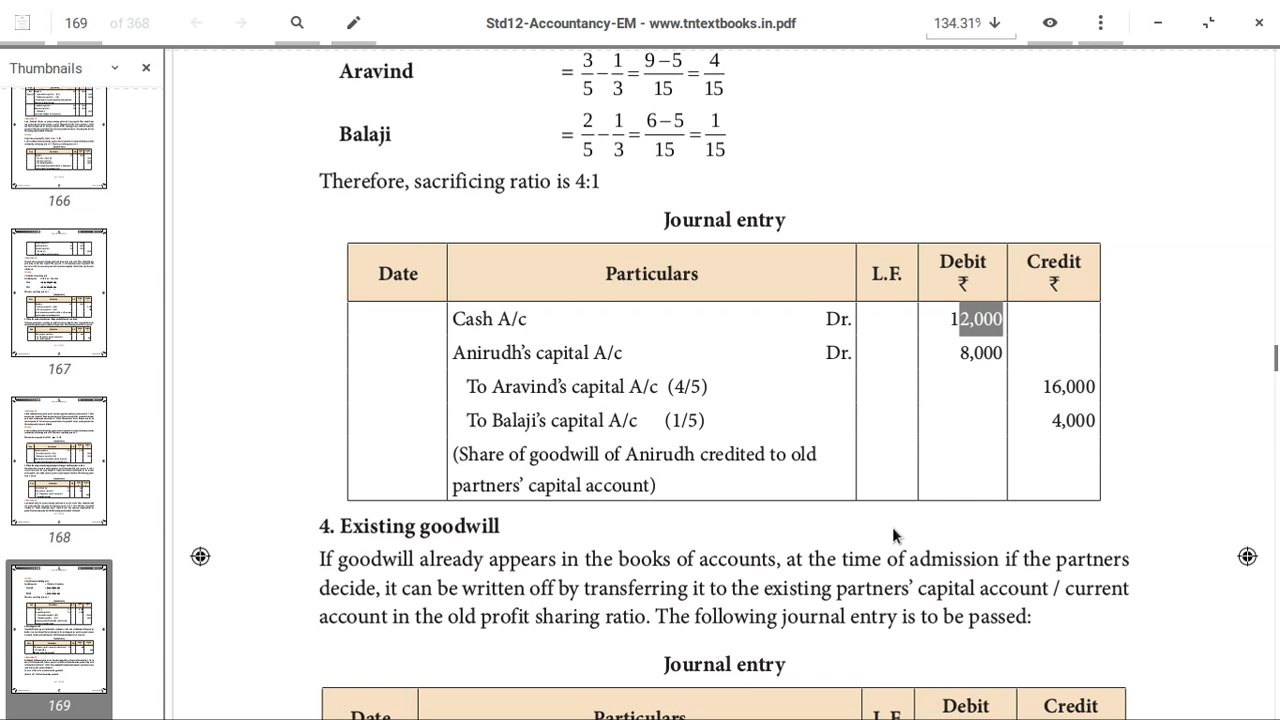 169 of 368
Std12-Accountancy-EM - www.tntextbooks.in.pdf
134.31%
Thumbnails
166
167
168
169
Aravind = 3/5 − 1/3 = 9−5/15 = 4/15
Balaji = 2/5 − 1/3 = 6−5/15 = 1/15
Therefore, sacrificing ratio is 4:1
Journal entry
Date Particulars L.F. Debit ₹ Credit ₹
Cash A/c Dr. 12,000
Anirudh's capital A/c Dr. 8,000
To Aravind's capital A/c (4/5) 16,000
To Balaji's capital A/c (1/5) 4,000
(Share of goodwill of Anirudh credited to old
partners' capital account)
4. Existing goodwill
If goodwill already appears in the books of accounts, at the time of admission if the partners
decide, it can be written off by transferring it to the existing partners' capital account / current
account in the old profit sharing ratio. The following journal entry is to be passed:
Journal entry
Date Particulars L.F. Debit Credit